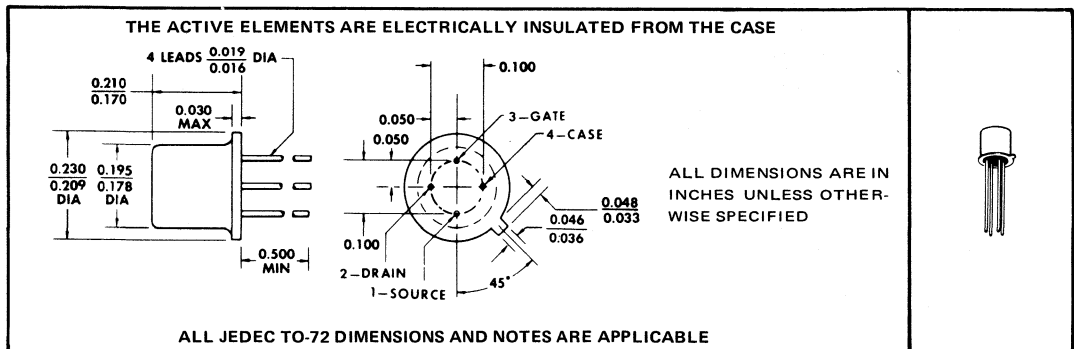 THE ACTIVE ELEMENTS ARE ELECTRICALLY INSULATED FROM THE CASE
4 LEADS 0.019/0.016 DIA
0.210
0.170
0.030
MAX
0.100
0.050
0.050
3–GATE
4–CASE
0.230
0.209
DIA
0.195
0.178
DIA
ALL DIMENSIONS ARE IN
INCHES UNLESS OTHER-
WISE SPECIFIED
0.048
0.033
0.046
0.036
0.100
0.500
MIN
2–DRAIN
1–SOURCE
45°
ALL JEDEC TO-72 DIMENSIONS AND NOTES ARE APPLICABLE